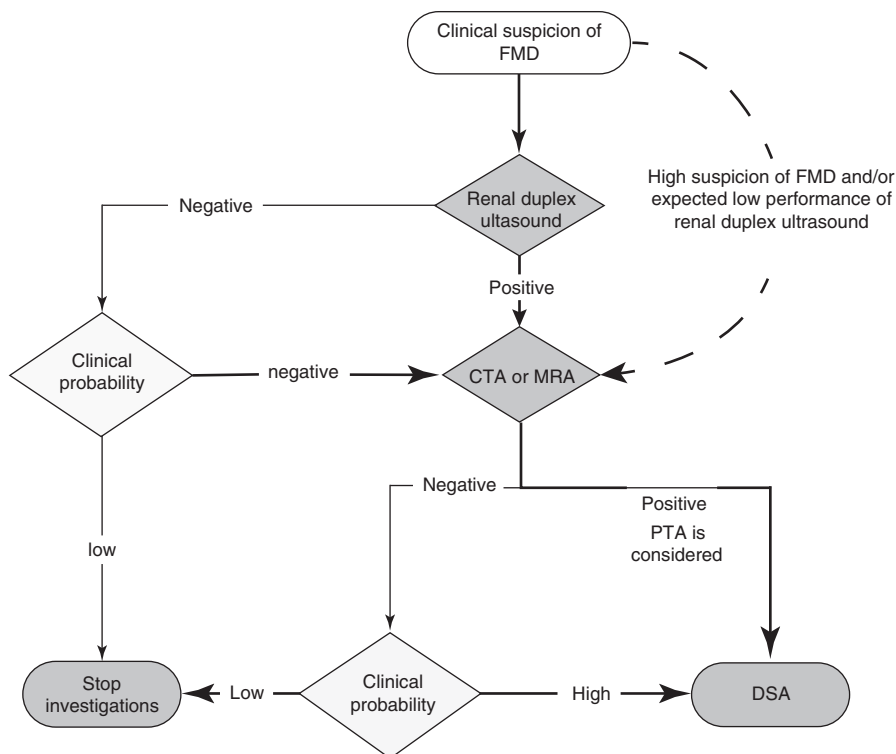 Clinical suspicion of
FMD
High suspicion of FMD and/or
expected low performance of
renal duplex ultrasound
Renal duplex
ultasound
Negative
Positive
Clinical
probability
negative
CTA or MRA
Negative
Positive
PTA is
considered
low
Stop
investigations
Low
Clinical
probability
High
DSA